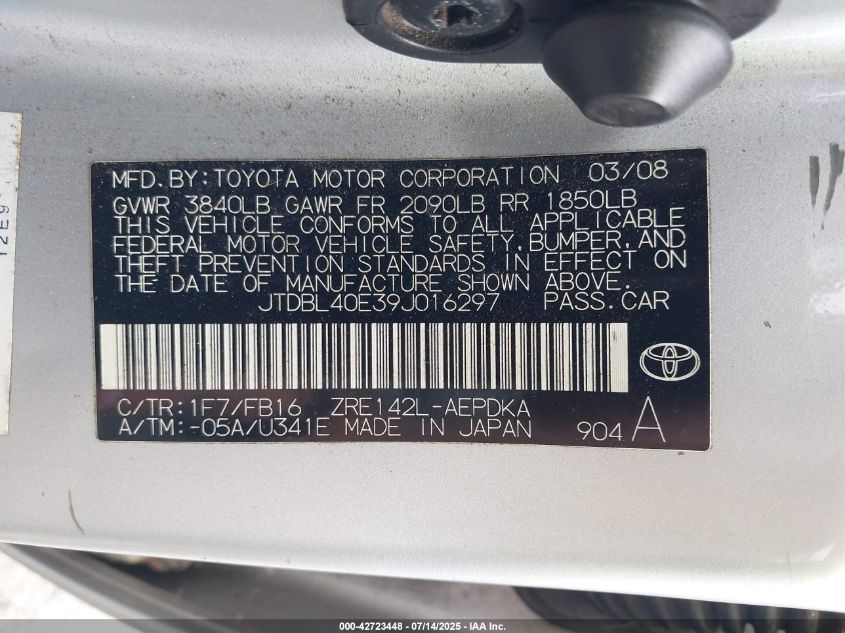 MFD. BY: TOYOTA MOTOR CORPORATION 03/08
GVWR 3840LB GAWR FR 2090LB RR 1850LB
THIS VEHICLE CONFORMS TO ALL APPLICABLE
FEDERAL MOTOR VEHICLE SAFETY, BUMPER, AND
THEFT PREVENTION STANDARDS IN EFFECT ON
THE DATE OF MANUFACTURE SHOWN ABOVE.
JTDBL40E39J016297 PASS. CAR
C/TR: 1F7/FB16 ZRE142L-AEPDKA
A/TM: -05A/U341E MADE IN JAPAN 904 A
000-42723448 - 07/14/2025 - IAA Inc.